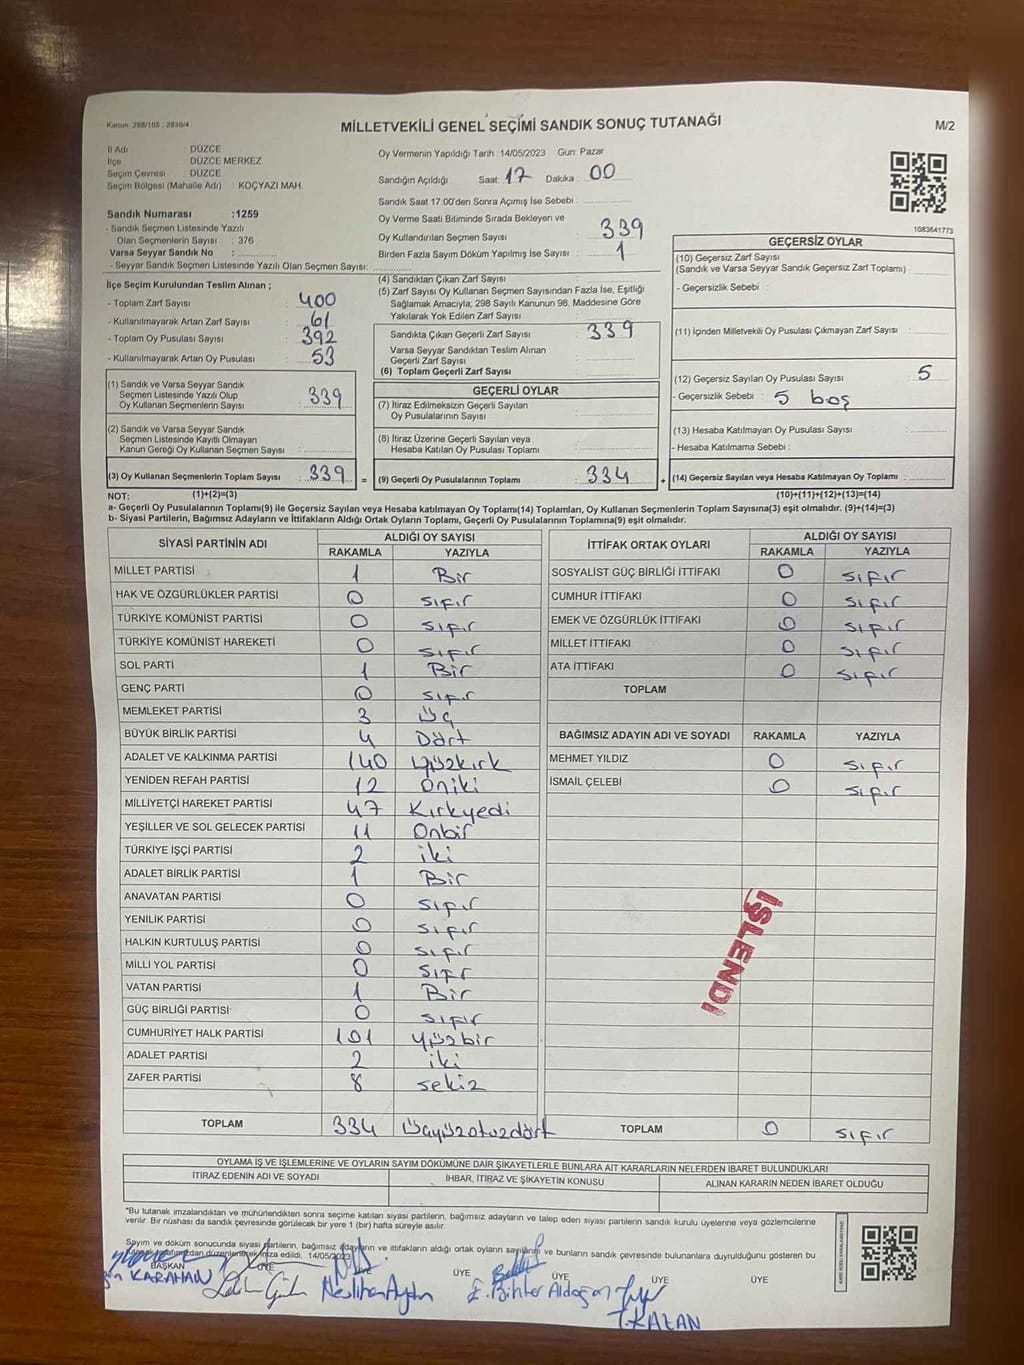 Kanun: 298/105 , 2839/4
MİLLETVEKİLİ GENEL SEÇİMİ SANDIK SONUÇ TUTANAĞI
M/2
İl Adı : DÜZCE
İlçe : DÜZCE MERKEZ
Seçim Çevresi : DÜZCE
Seçim Bölgesi (Mahalle Adı) : KOÇYAZI MAH.
Sandık Numarası :1259
- Sandık Seçmen Listesinde Yazılı
Olan Seçmenlerin Sayısı : 376
Varsa Seyyar Sandık No :
- Seyyar Sandık Seçmen Listesinde Yazılı Olan Seçmen Sayısı:
İlçe Seçim Kurulundan Teslim Alınan ;
- Toplam Zarf Sayısı : 400
- Kullanılmayarak Artan Zarf Sayısı : 61
- Toplam Oy Pusulası Sayısı : 392
- Kullanılmayarak Artan Oy Pusulası : 53
(1) Sandık ve Varsa Seyyar Sandık
Seçmen Listesinde Yazılı Olup
Oy Kullanan Seçmenlerin Sayısı : 339
(2) Sandık ve Varsa Seyyar Sandık
Seçmen Listesinde Kayıtlı Olmayan
Kanun Gereği Oy Kullanan Seçmen Sayısı :
(3) Oy Kullanan Seçmenlerin Toplam Sayısı : 339
Oy Vermenin Yapıldığı Tarih :14/05/2023 Gün: Pazar
Sandığın Açıldığı Saat: 17 Dakika : 00
Sandık Saat 17:00'den Sonra Açımış İse Sebebi :
Oy Verme Saati Bitiminde Sırada Bekleyen ve
Oy Kullandırılan Seçmen Sayısı : 339
Birden Fazla Sayım Döküm Yapılmış İse Sayısı : 1
(4) Sandıktan Çıkan Zarf Sayısı :
(5) Zarf Sayısı Oy Kullanan Seçmen Sayısından Fazla İse, Eşitliği
Sağlamak Amacıyla; 298 Sayılı Kanunun 98. Maddesine Göre
Yakılarak Yok Edilen Zarf Sayısı :
Sandıkta Çıkan Geçerli Zarf Sayısı : 339
Varsa Seyyar Sandıktan Teslim Alınan
Geçerli Zarf Sayısı :
(6) Toplam Geçerli Zarf Sayısı :
GEÇERLİ OYLAR
(7) İtiraz Edilmeksizin Geçerli Sayılan
Oy Pusulalarının Sayısı :
(8) İtiraz Üzerine Geçerli Sayılan veya
Hesaba Katılan Oy Pusulası Toplamı :
= (9) Geçerli Oy Pusulalarının Toplamı : 334 +
1083641773
GEÇERSİZ OYLAR
(10) Geçersiz Zarf Sayısı
(Sandık ve Varsa Seyyar Sandık Geçersiz Zarf Toplamı) :
- Geçersizlik Sebebi :
(11) İçinden Milletvekili Oy Pusulası Çıkmayan Zarf Sayısı :
(12) Geçersiz Sayılan Oy Pusulası Sayısı : 5
- Geçersizlik Sebebi : 5 boş
(13) Hesaba Katılmayan Oy Pusulası Sayısı :
- Hesaba Katılmama Sebebi :
(14) Geçersiz Sayılan veya Hesaba Katılmayan Oy Toplamı :
NOT: (1)+(2)=(3) (10)+(11)+(12)+(13)=(14)
a- Geçerli Oy Pusulasının Toplamı(9) ile Geçersiz Sayılan veya Hesaba katılmayan Oy Toplamı(14) Toplamları, Oy Kullanan Seçmenlerin Toplam Sayısına(3) eşit olmalıdır. (9)+(14)=(3)
b- Siyasi Partilerin, Bağımsız Adayların ve İttifakların Aldığı Ortak Oyların Toplamı, Geçerli Oy Pusulalarının Toplamına(9) eşit olmalıdır.
SİYASİ PARTİNİN ADI ALDIĞI OY SAYISI
RAKAMLA YAZIYLA
MİLLET PARTİSİ 1 Bir
HAK VE ÖZGÜRLÜKLER PARTİSİ 0 sıfır
TÜRKİYE KOMÜNİST PARTİSİ 0 sıfır
TÜRKİYE KOMÜNİST HAREKETİ 0 sıfır
SOL PARTİ 1 Bir
GENÇ PARTİ 0 sıfır
MEMLEKET PARTİSİ 3 üç
BÜYÜK BİRLİK PARTİSİ 4 Dört
ADALET VE KALKINMA PARTİSİ 140 yüzkırk
YENİDEN REFAH PARTİSİ 12 oniki
MİLLİYETÇİ HAREKET PARTİSİ 47 Kırkyedi
YEŞİLLER VE SOL GELECEK PARTİSİ 11 Onbir
TÜRKİYE İŞÇİ PARTİSİ 2 iki
ADALET BİRLİK PARTİSİ 1 Bir
ANAVATAN PARTİSİ 0 sıfır
YENİLİK PARTİSİ 0 sıfır
HALKIN KURTULUŞ PARTİSİ 0 sıfır
MİLLİ YOL PARTİSİ 0 sıfr
VATAN PARTİSİ 1 Bir
GÜÇ BİRLİĞİ PARTİSİ 0 sıfır
CUMHURİYET HALK PARTİSİ 101 yüzbir
ADALET PARTİSİ 2 iki
ZAFER PARTİSİ 8 sekiz
TOPLAM 334 üçyüzotuzdört
İTTİFAK ORTAK OYLARI ALDIĞI OY SAYISI
RAKAMLA YAZIYLA
SOSYALİST GÜÇ BİRLİĞİ İTTİFAKI 0 sıfır
CUMHUR İTTİFAKI 0 sıfır
EMEK VE ÖZGÜRLÜK İTTİFAKI 0 sıfır
MİLLET İTTİFAKI 0 sıfır
ATA İTTİFAKI 0 sıfır
TOPLAM
BAĞIMSIZ ADAYIN ADI VE SOYADI RAKAMLA YAZIYLA
MEHMET YILDIZ 0 sıfır
İSMAİL ÇELEBİ 0 sıfır
İŞLENDİ
TOPLAM 0 sıfır
OYLAMA İŞ VE İŞLEMLERİNE VE OYLARIN SAYIM DÖKÜMÜNE DAİR ŞİKAYETLERLE BUNLARA AİT KARARLARIN NELERDEN İBARET BULUNDUKLARI
İTİRAZ EDENİN ADI VE SOYADI İHBAR, İTİRAZ VE ŞİKAYETİN KONUSU ALINAN KARARIN NEDEN İBARET OLDUĞU
"Bu tutanak imzalandıktan ve mühürlendikten sonra seçime katılan siyasi partilerin, bağımsız adayların ve talep eden siyasi partilerin sandık kurulu üyelerine veya gözlemcilerine
verilir. Bir nüshası da sandık çevresinde görülecek bir yere 1 (bir) hafta süreyle asılır.
Sayım ve döküm sonucunda siyasi partilerin, bağımsız adayların ve ittifakların aldığı ortak oyların sayılarını ve bunların sandık çevresinde bulunanlara duyrulduğunu gösteren bu
tutanak tarafımızdan düzenlenerek imza edildi. 14/05/2023
BAŞKAN ÜYE ÜYE ÜYE ÜYE ÜYE ÜYE
KARAHAN Neslihan Aydın E. Bihter Aldoğan T.KALAN